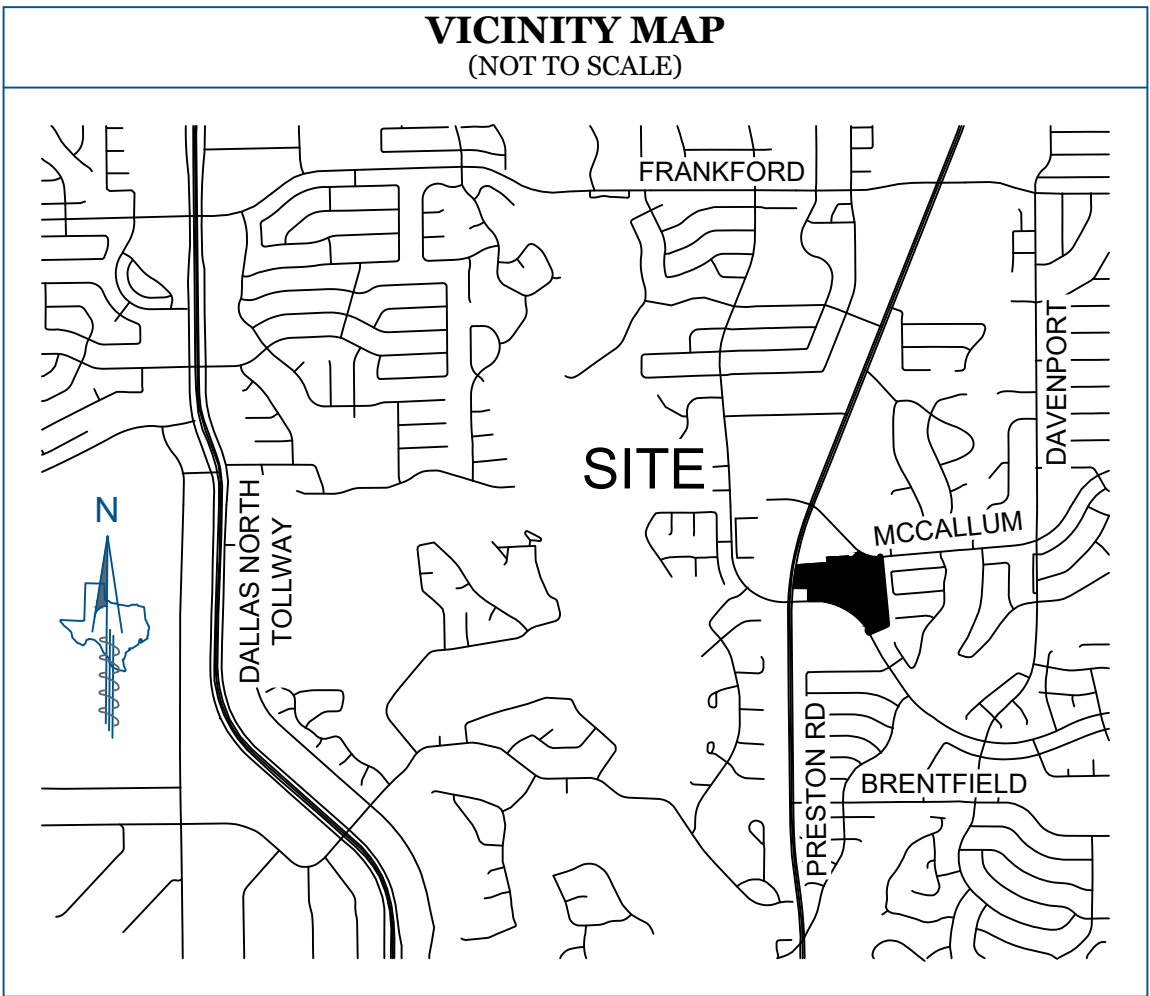 VICINITY MAP
(NOT TO SCALE)
FRANKFORD
DAVENPORT
SITE
MCCALLUM
N
DALLAS NORTH
TOLLWAY
PRESTON RD
BRENTFIELD